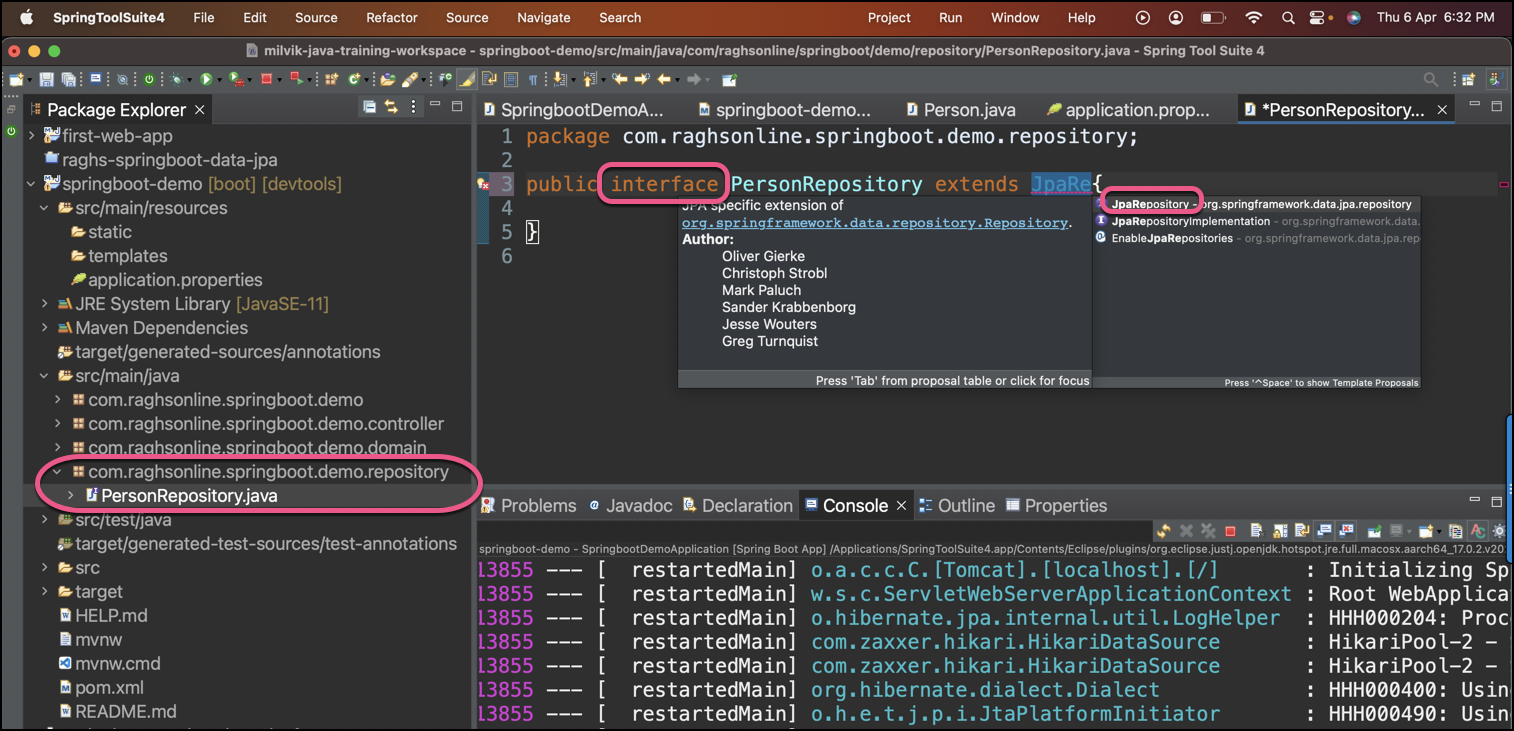 SpringToolSuite4 File Edit Source Refactor Source Navigate Search Project Run Window Help Thu 6 Apr 6:32 PM
milvik-java-training-workspace - springboot-demo/src/main/java/com/raghsonline/springboot/demo/repository/PersonRepository.java - Spring Tool Suite 4
Package Explorer
first-web-app
raghs-springboot-data-jpa
springboot-demo [boot] [devtools]
src/main/resources
static
templates
application.properties
JRE System Library [JavaSE-11]
Maven Dependencies
target/generated-sources/annotations
src/main/java
com.raghsonline.springboot.demo
com.raghsonline.springboot.demo.controller
com.raghsonline.springboot.demo.domain
com.raghsonline.springboot.demo.repository
PersonRepository.java
src/test/java
target/generated-test-sources/test-annotations
src
target
HELP.md
mvnw
mvnw.cmd
pom.xml
README.md
SpringbootDemoA... springboot-demo... Person.java application.prop... *PersonRepository...
1 package com.raghsonline.springboot.demo.repository;
2
3 public interface PersonRepository extends JpaRe{
4
5 }
6
JPA specific extension of
org.springframework.data.repository.Repository.
Author:
Oliver Gierke
Christoph Strobl
Mark Paluch
Sander Krabbenborg
Jesse Wouters
Greg Turnquist
Press 'Tab' from proposal table or click for focus
JpaRepository - org.springframework.data.jpa.repository
JpaRepositoryImplementation - org.springframework.data.
EnableJpaRepositories - org.springframework.data.jpa.rep
Press '^Space' to show Template Proposals
Problems Javadoc Declaration Console Outline Properties
springboot-demo - SpringbootDemoApplication [Spring Boot App] /Applications/SpringToolSuite4.app/Contents/Eclipse/plugins/org.eclipse.justj.openjdk.hotspot.jre.full.macosx.aarch64_17.0.2.v20
13855 --- [ restartedMain] o.a.c.c.C.[Tomcat].[localhost].[/] : Initializing Sp
13855 --- [ restartedMain] w.s.c.ServletWebServerApplicationContext : Root WebApplica
13855 --- [ restartedMain] o.hibernate.jpa.internal.util.LogHelper : HHH000204: Proc
13855 --- [ restartedMain] com.zaxxer.hikari.HikariDataSource : HikariPool-2 -
13855 --- [ restartedMain] com.zaxxer.hikari.HikariDataSource : HikariPool-2 -
13855 --- [ restartedMain] org.hibernate.dialect.Dialect : HHH000400: Usin
13855 --- [ restartedMain] o.h.e.t.j.p.i.JtaPlatformInitiator : HHH000490: Usin